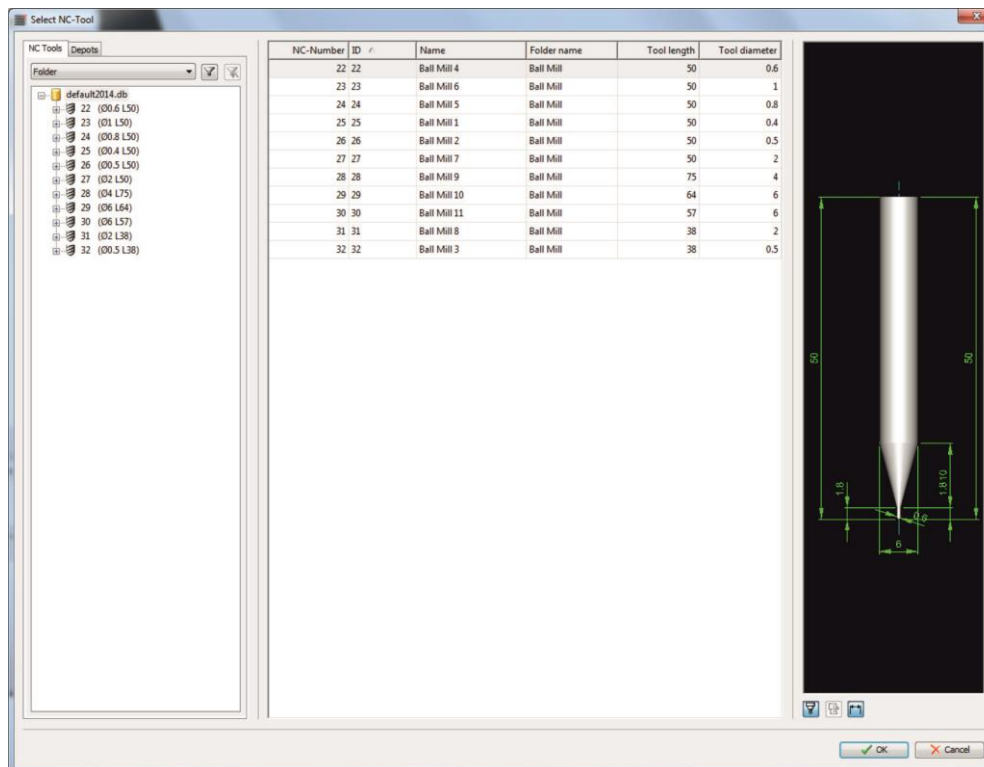 Select NC-Tool
NC Tools Depots
Folder
default2014.db
22 (Ø0.6 L50)
23 (Ø1 L50)
24 (Ø0.8 L50)
25 (Ø0.4 L50)
26 (Ø0.5 L50)
27 (Ø2 L50)
28 (Ø4 L75)
29 (Ø6 L64)
30 (Ø6 L57)
31 (Ø2 L38)
32 (Ø0.5 L38)
NC-Number ID Name Folder name Tool length Tool diameter
22 22 Ball Mill 4 Ball Mill 50 0.6
23 23 Ball Mill 6 Ball Mill 50 1
24 24 Ball Mill 5 Ball Mill 50 0.8
25 25 Ball Mill 1 Ball Mill 50 0.4
26 26 Ball Mill 2 Ball Mill 50 0.5
27 27 Ball Mill 7 Ball Mill 50 2
28 28 Ball Mill 9 Ball Mill 75 4
29 29 Ball Mill 10 Ball Mill 64 6
30 30 Ball Mill 11 Ball Mill 57 6
31 31 Ball Mill 8 Ball Mill 38 2
32 32 Ball Mill 3 Ball Mill 38 0.5
50
50
1.8
1.8
10
0.6
6
OK
Cancel